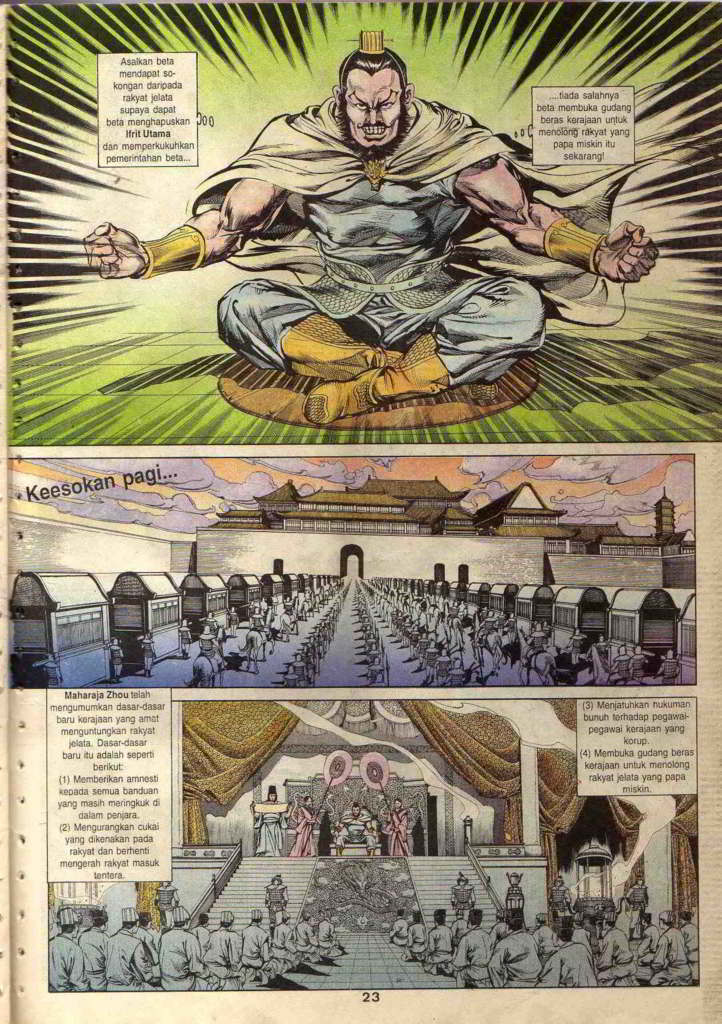 Asalkan beta
mendapat so-
kongan daripada
rakyat jelata
supaya dapat
beta menghapuskan
Ifrit Utama
dan memperkukuhkan
pemerintahan beta...
....tiada salahnya
beta membuka gudang
beras kerajaan untuk
menolong rakyat yang
papa miskin itu
sekarang!
Keesokan pagi...
Maharaja Zhou telah
mengumumkan dasar-dasar
baru kerajaan yang amat
menguntungkan rakyat
jelata. Dasar-dasar
baru itu adalah seperti
berikut:
(1) Memberikan amnesti
kepada semua banduan
yang masih meringkuk di
dalam penjara.
(2) Mengurangkan cukai
yang dikenakan pada
rakyat dan berhenti
mengerah rakyat masuk
tentera.
(3) Menjatuhkan hukuman
bunuh terhadap pegawai-
pegawai kerajaan yang
korup.
(4) Membuka gudang beras
kerajaan untuk menolong
rakyat jelata yang papa
miskin.
23